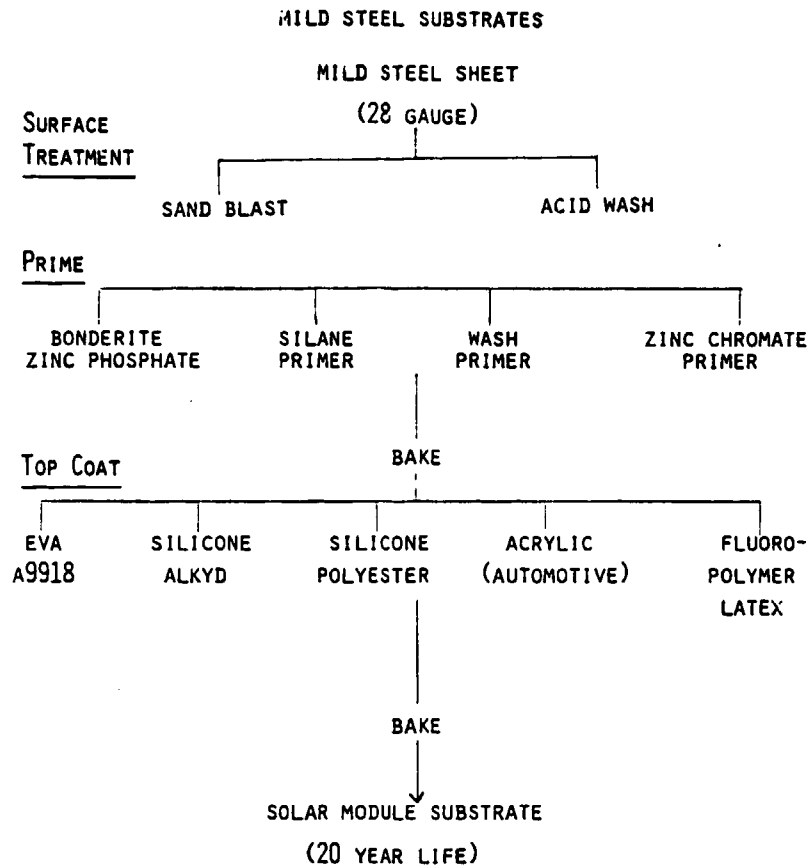 MILD STEEL SUBSTRATES
MILD STEEL SHEET
(28 GAUGE)
SURFACE
TREATMENT
SAND BLAST ACID WASH
PRIME
BONDERITE SILANE WASH ZINC CHROMATE
ZINC PHOSPHATE PRIMER PRIMER PRIMER
BAKE
TOP COAT
EVA SILICONE SILICONE ACRYLIC FLUORO-
A9918 ALKYD POLYESTER (AUTOMOTIVE) POLYMER
LATEX
BAKE
SOLAR MODULE SUBSTRATE
(20 YEAR LIFE)